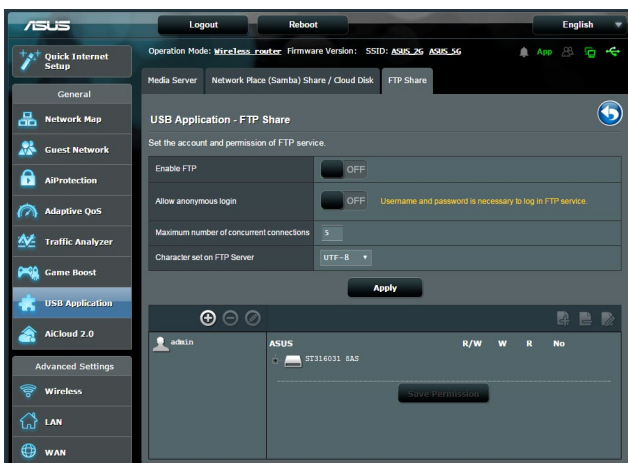 ASUS
Logout
Reboot
English
Quick Internet
Setup
Operation Mode: Wireless router Firmware Version: SSID: ASUS_2G ASUS_5G
App
Media Server
Network Place (Samba) Share / Cloud Disk
FTP Share
General
Network Map
Guest Network
AiProtection
Adaptive QoS
Traffic Analyzer
Game Boost
USB Application
AiCloud 2.0
Advanced Settings
Wireless
LAN
WAN
USB Application - FTP Share
Set the account and permission of FTP service.
Enable FTP
OFF
Allow anonymous login
OFF
Username and password is necessary to log in FTP service.
Maximum number of concurrent connections
5
Character set on FTP Server
UTF-8
Apply
admin
ASUS
R/W W R No
ST316031 8AS
Save Permission